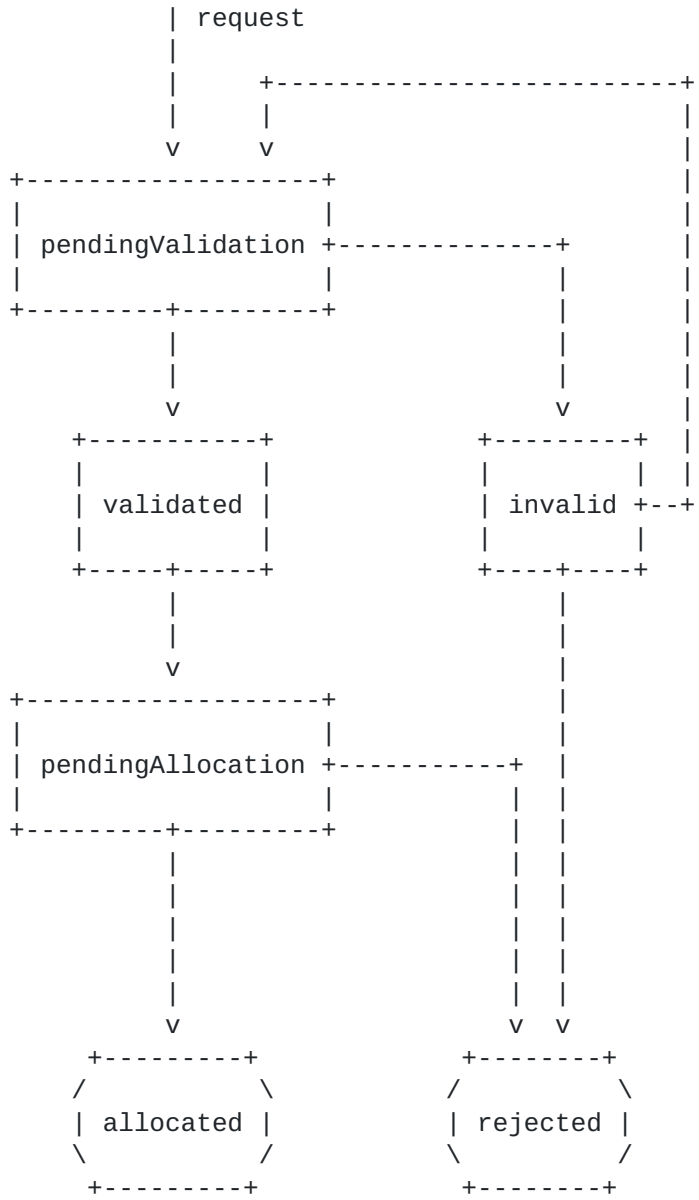 request
pendingValidation
validated
invalid
pendingAllocation
allocated
rejected